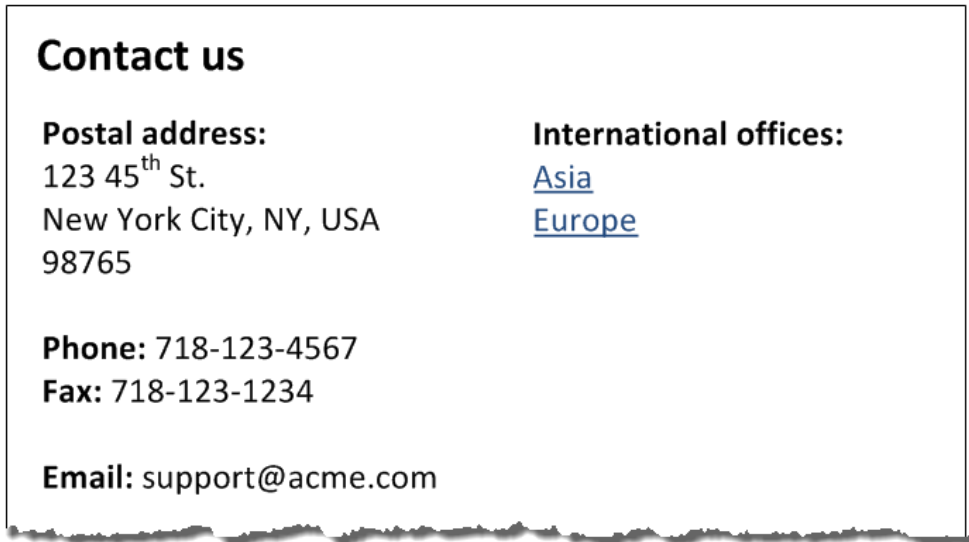 Contact us
Postal address:
123 45th St.
New York City, NY, USA
98765
Phone: 718-123-4567
Fax: 718-123-1234
Email: support@acme.com
International offices:
Asia
Europe